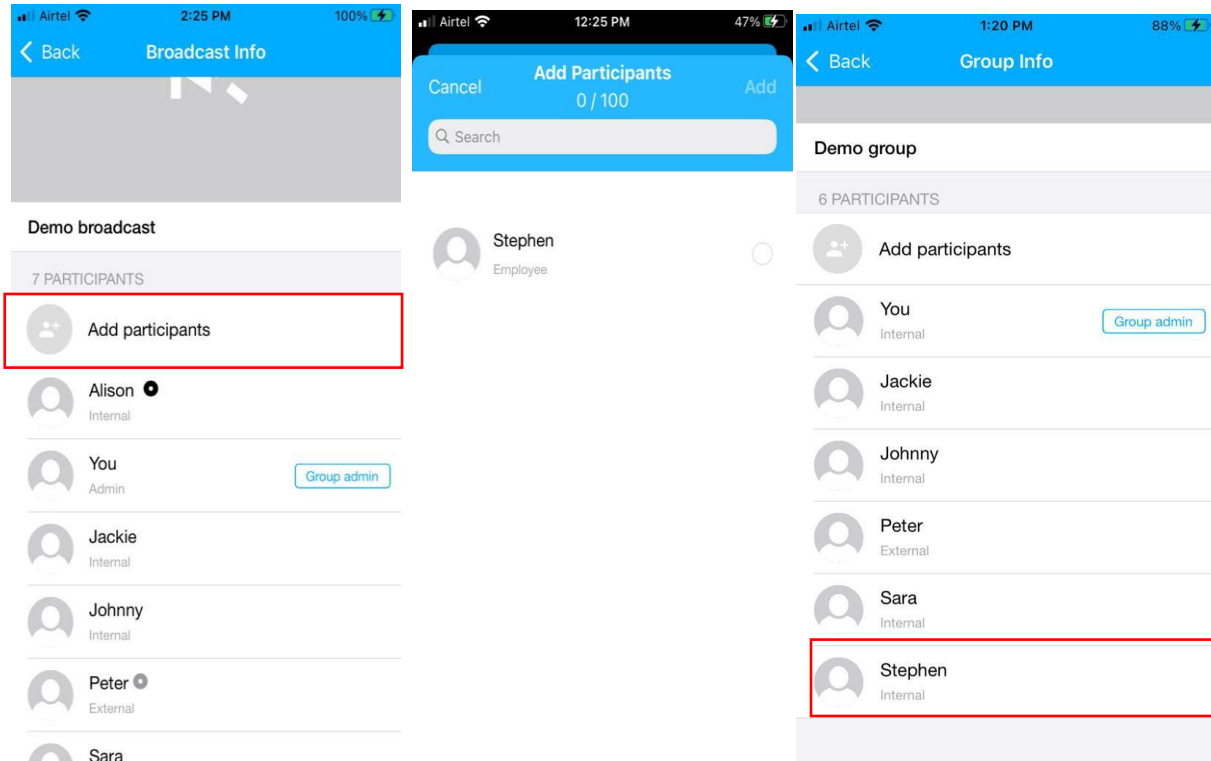 Airtel 2:25 PM 100%
Back Broadcast Info
Demo broadcast
7 PARTICIPANTS
Add participants
Alison
Internal
You
Admin
Group admin
Jackie
Internal
Johnny
Internal
Peter
External
Sara
Airtel 12:25 PM 47%
Cancel Add Participants Add
0 / 100
Search
Stephen
Employee
Airtel 1:20 PM 88%
Back Group Info
Demo group
6 PARTICIPANTS
Add participants
You
Internal
Group admin
Jackie
Internal
Johnny
Internal
Peter
External
Sara
Internal
Stephen
Internal